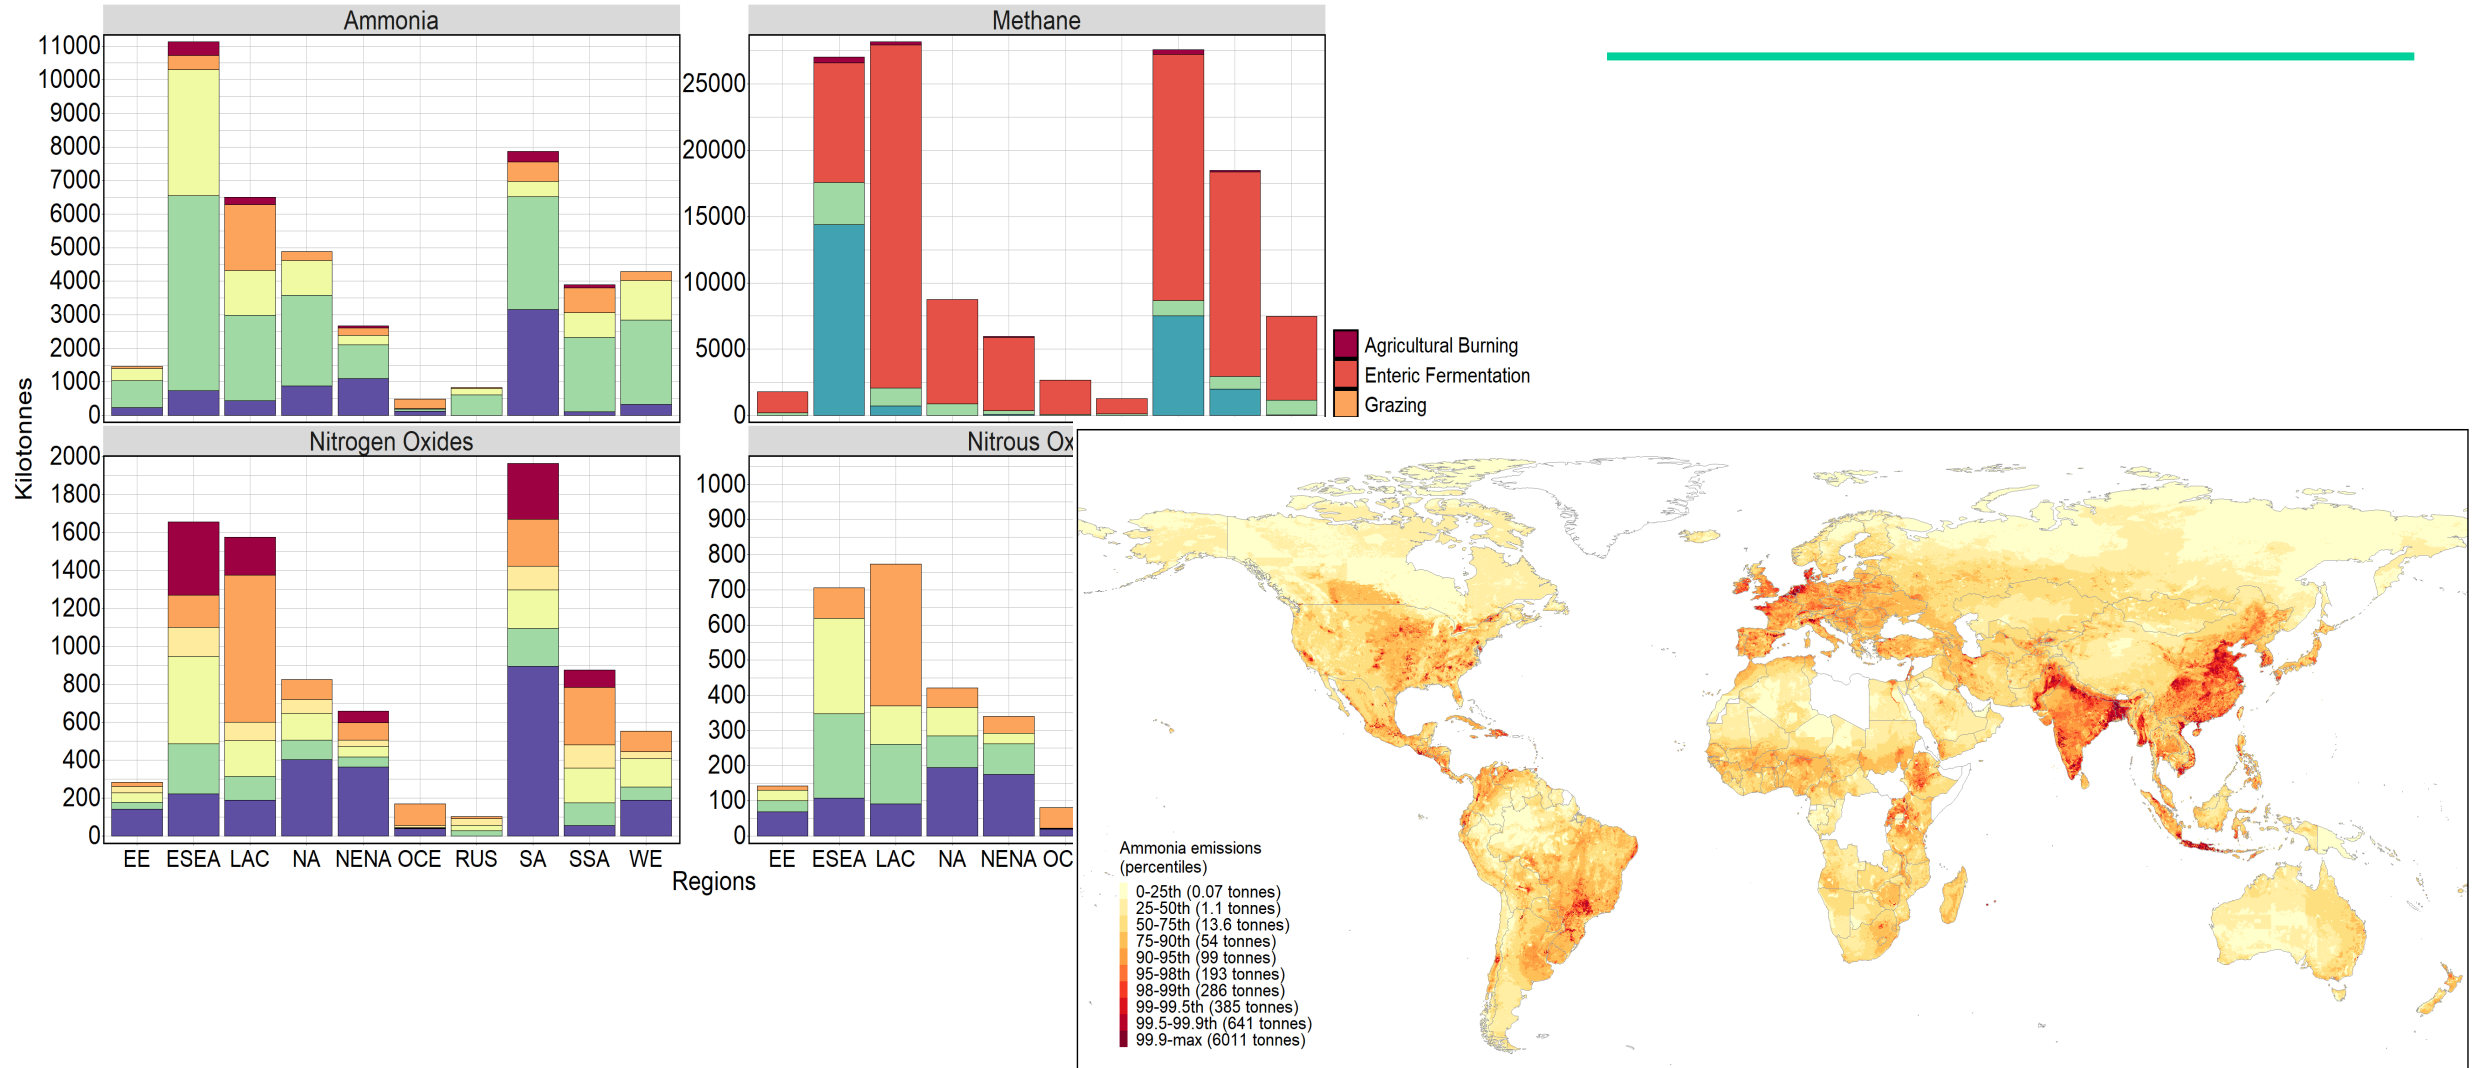 Ammonia
Methane
11000
10000
9000
8000
7000
6000
5000
4000
3000
2000
1000
0
25000
20000
15000
10000
5000
0
Agricultural Burning
Enteric Fermentation
Grazing
Kilotonnes
Nitrogen Oxides
Nitrous Ox
2000
1800
1600
1400
1200
1000
800
600
400
200
0
1000
900
800
700
600
500
400
300
200
100
0
EE ESEA LAC NA NENA OCE RUS SA SSA WE
EE ESEA LAC NA NENA OC
Regions
Ammonia emissions
(percentiles)
0-25th (0.07 tonnes)
25-50th (1.1 tonnes)
50-75th (13.6 tonnes)
75-90th (54 tonnes)
90-95th (99 tonnes)
95-98th (193 tonnes)
98-99th (286 tonnes)
99-99.5th (385 tonnes)
99.5-99.9th (641 tonnes)
99.9-max (6011 tonnes)